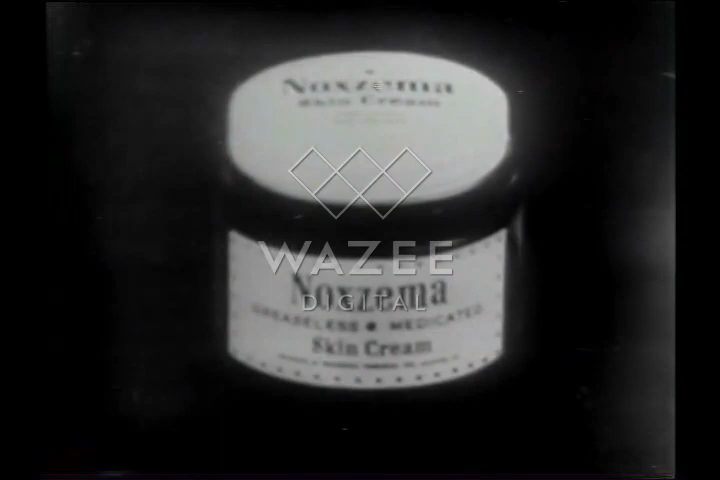 Noxzema
Skin Cream
WAZEE
DIGITAL
Noxzema
GREASELESS • MEDICATED
Skin Cream